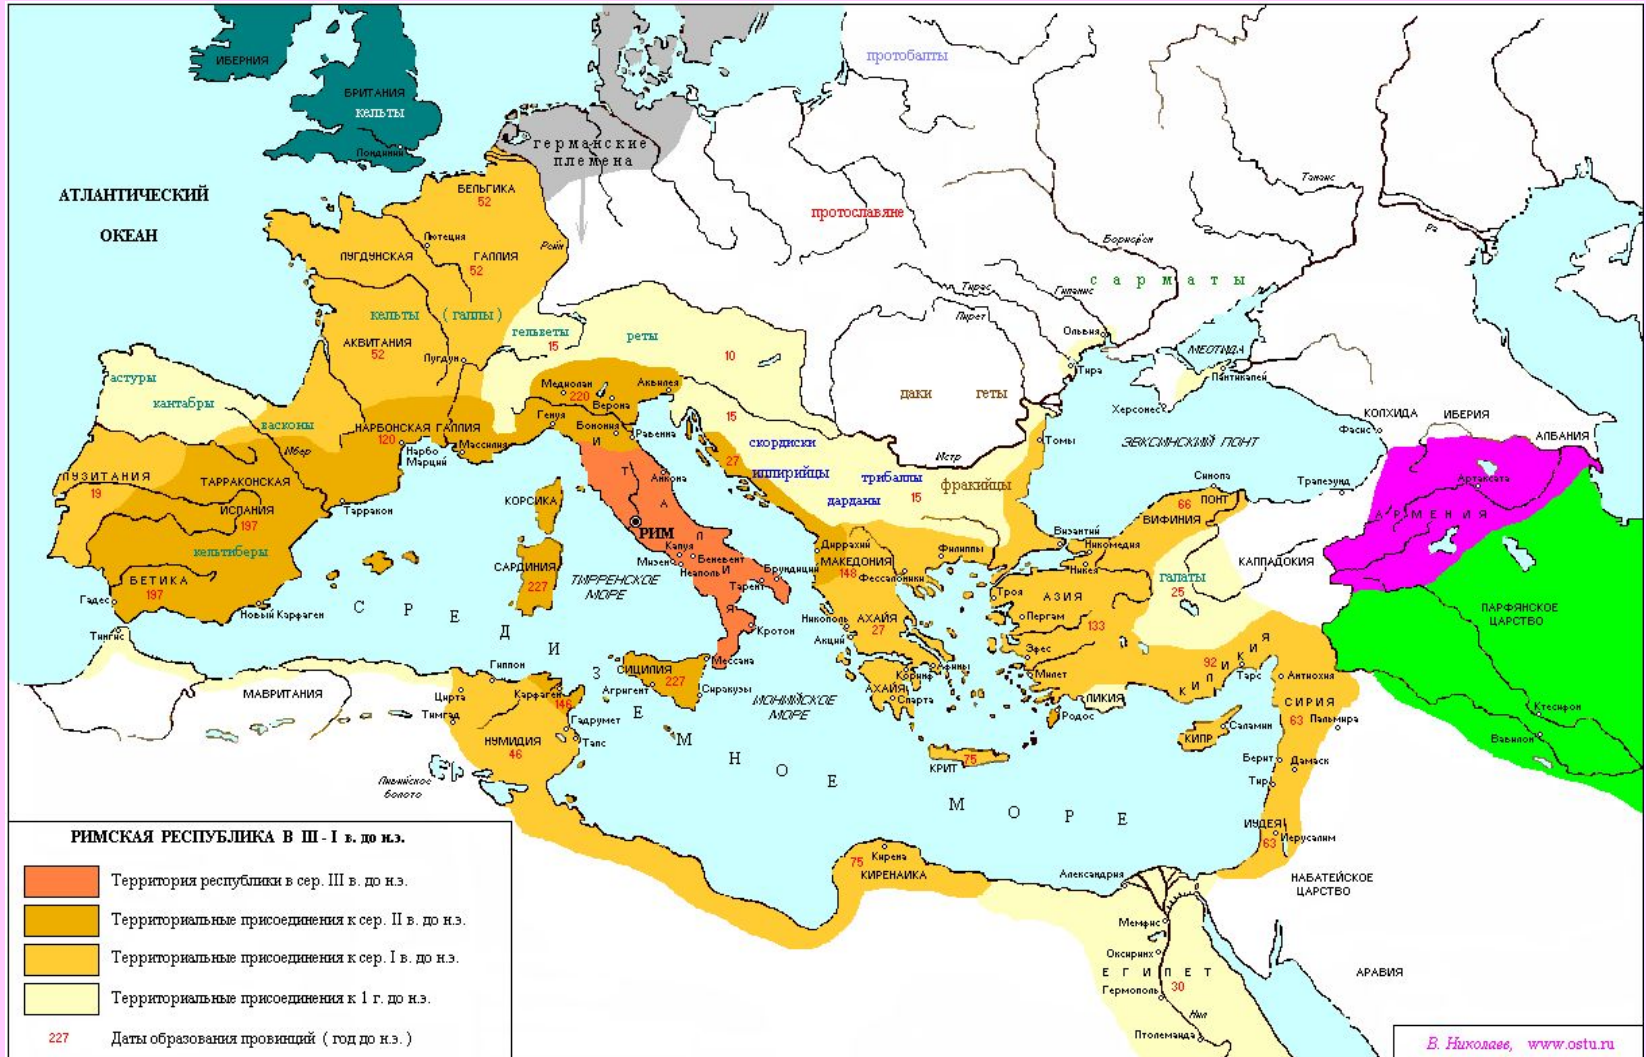 ИБЕРНИЯ
БРИТАНИЯ
кельты
Лондиний
протобалты
германские
племена
АТЛАНТИЧЕСКИЙ
ОКЕАН
БЕЛЬГИКА
52
Лютеция
ЛУГДУНСКАЯ
ГАЛЛИЯ
52
Рейн
протославяне
Танаис
Борисфен
Ра
сарматы
Тирас
Гипанис
Пирет
кельты (галлы)
гельветы
15
реты
10
АКВИТАНИЯ
52
Лугдун
Ольвия
Тира
МЕОТИДА
Пантикапей
Херсонес
астуры
кантабры
васконы
Медиолан
220
Верона
Аквилея
Генуя
Бонония
Равенна
15
даки
геты
КОЛХИДА
ИБЕРИЯ
АЛБАНИЯ
Фасис
НАРБОНСКАЯ ГАЛЛИЯ
120
Нарбо
Марций
Массилия
Ибер
скордиски
27
иллирийцы
трибаллы
дарданы
15
фракийцы
Истр
Томы
ЭВКСИНСКИЙ ПОНТ
Синопа
Трапезунд
Артаксата
АРМЕНИЯ
ЛУЗИТАНИЯ
19
ТАРРАКОНСКАЯ
ИСПАНИЯ
197
Тарракон
кельтиберы
КОРСИКА
ИТАЛИЯ
Анкона
РИМ
Капуя
Беневент
Мизен
Неаполь
Брундиций
Тарент
66
ПОНТ
ВИФИНИЯ
Византий
Никомедия
Никея
Диррахий
МАКЕДОНИЯ
148
Филиппы
Фессалоники
КАППАДОКИЯ
галаты
25
БЕТИКА
197
Гадес
Новый Карфаген
Тингис
САРДИНИЯ
227
ТИРРЕНСКОЕ
МОРЕ
Кротон
Троя
АЗИЯ
Пергам
133
Никополь
АХАЙЯ
27
Акций
Эфес
Милет
ПАРФЯНСКОЕ
ЦАРСТВО
СРЕДИЗЕМНОЕ МОРЕ
МАВРИТАНИЯ
Гиппон
Цирта
Тимгад
Карфаген
146
Гадрумет
Тапс
НУМИДИЯ
46
Ливийское
болото
СИЦИЛИЯ
227
Агригент
Мессана
Сиракузы
ИОНИЙСКОЕ
МОРЕ
Афины
Коринф
АХАЙЯ
Спарта
Родос
ЛИКИЯ
92
КИЛИКИЯ
Тарс
Антиохия
СИРИЯ
63
Пальмира
Ктесифон
Вавилон
КИПР
Саламин
КРИТ
75
Берит
Дамаск
Тир
ИУДЕЯ
63
Иерусалим
75
Кирена
КИРЕНАИКА
Александрия
НАБАТЕЙСКОЕ
ЦАРСТВО
Мемфис
Оксиринх
ЕГИПЕТ
30
Гермополь
Нил
Птолемаида
АРАВИЯ
РИМСКАЯ РЕСПУБЛИКА В III - I в. до н.э.
Территория республики в сер. III в. до н.э.
Территориальные присоединения к сер. II в. до н.э.
Территориальные присоединения к сер. I в. до н.э.
Территориальные присоединения к 1 г. до н.э.
227 Даты образования провинций ( год до н.э. )
В. Николаев, www.ostu.ru